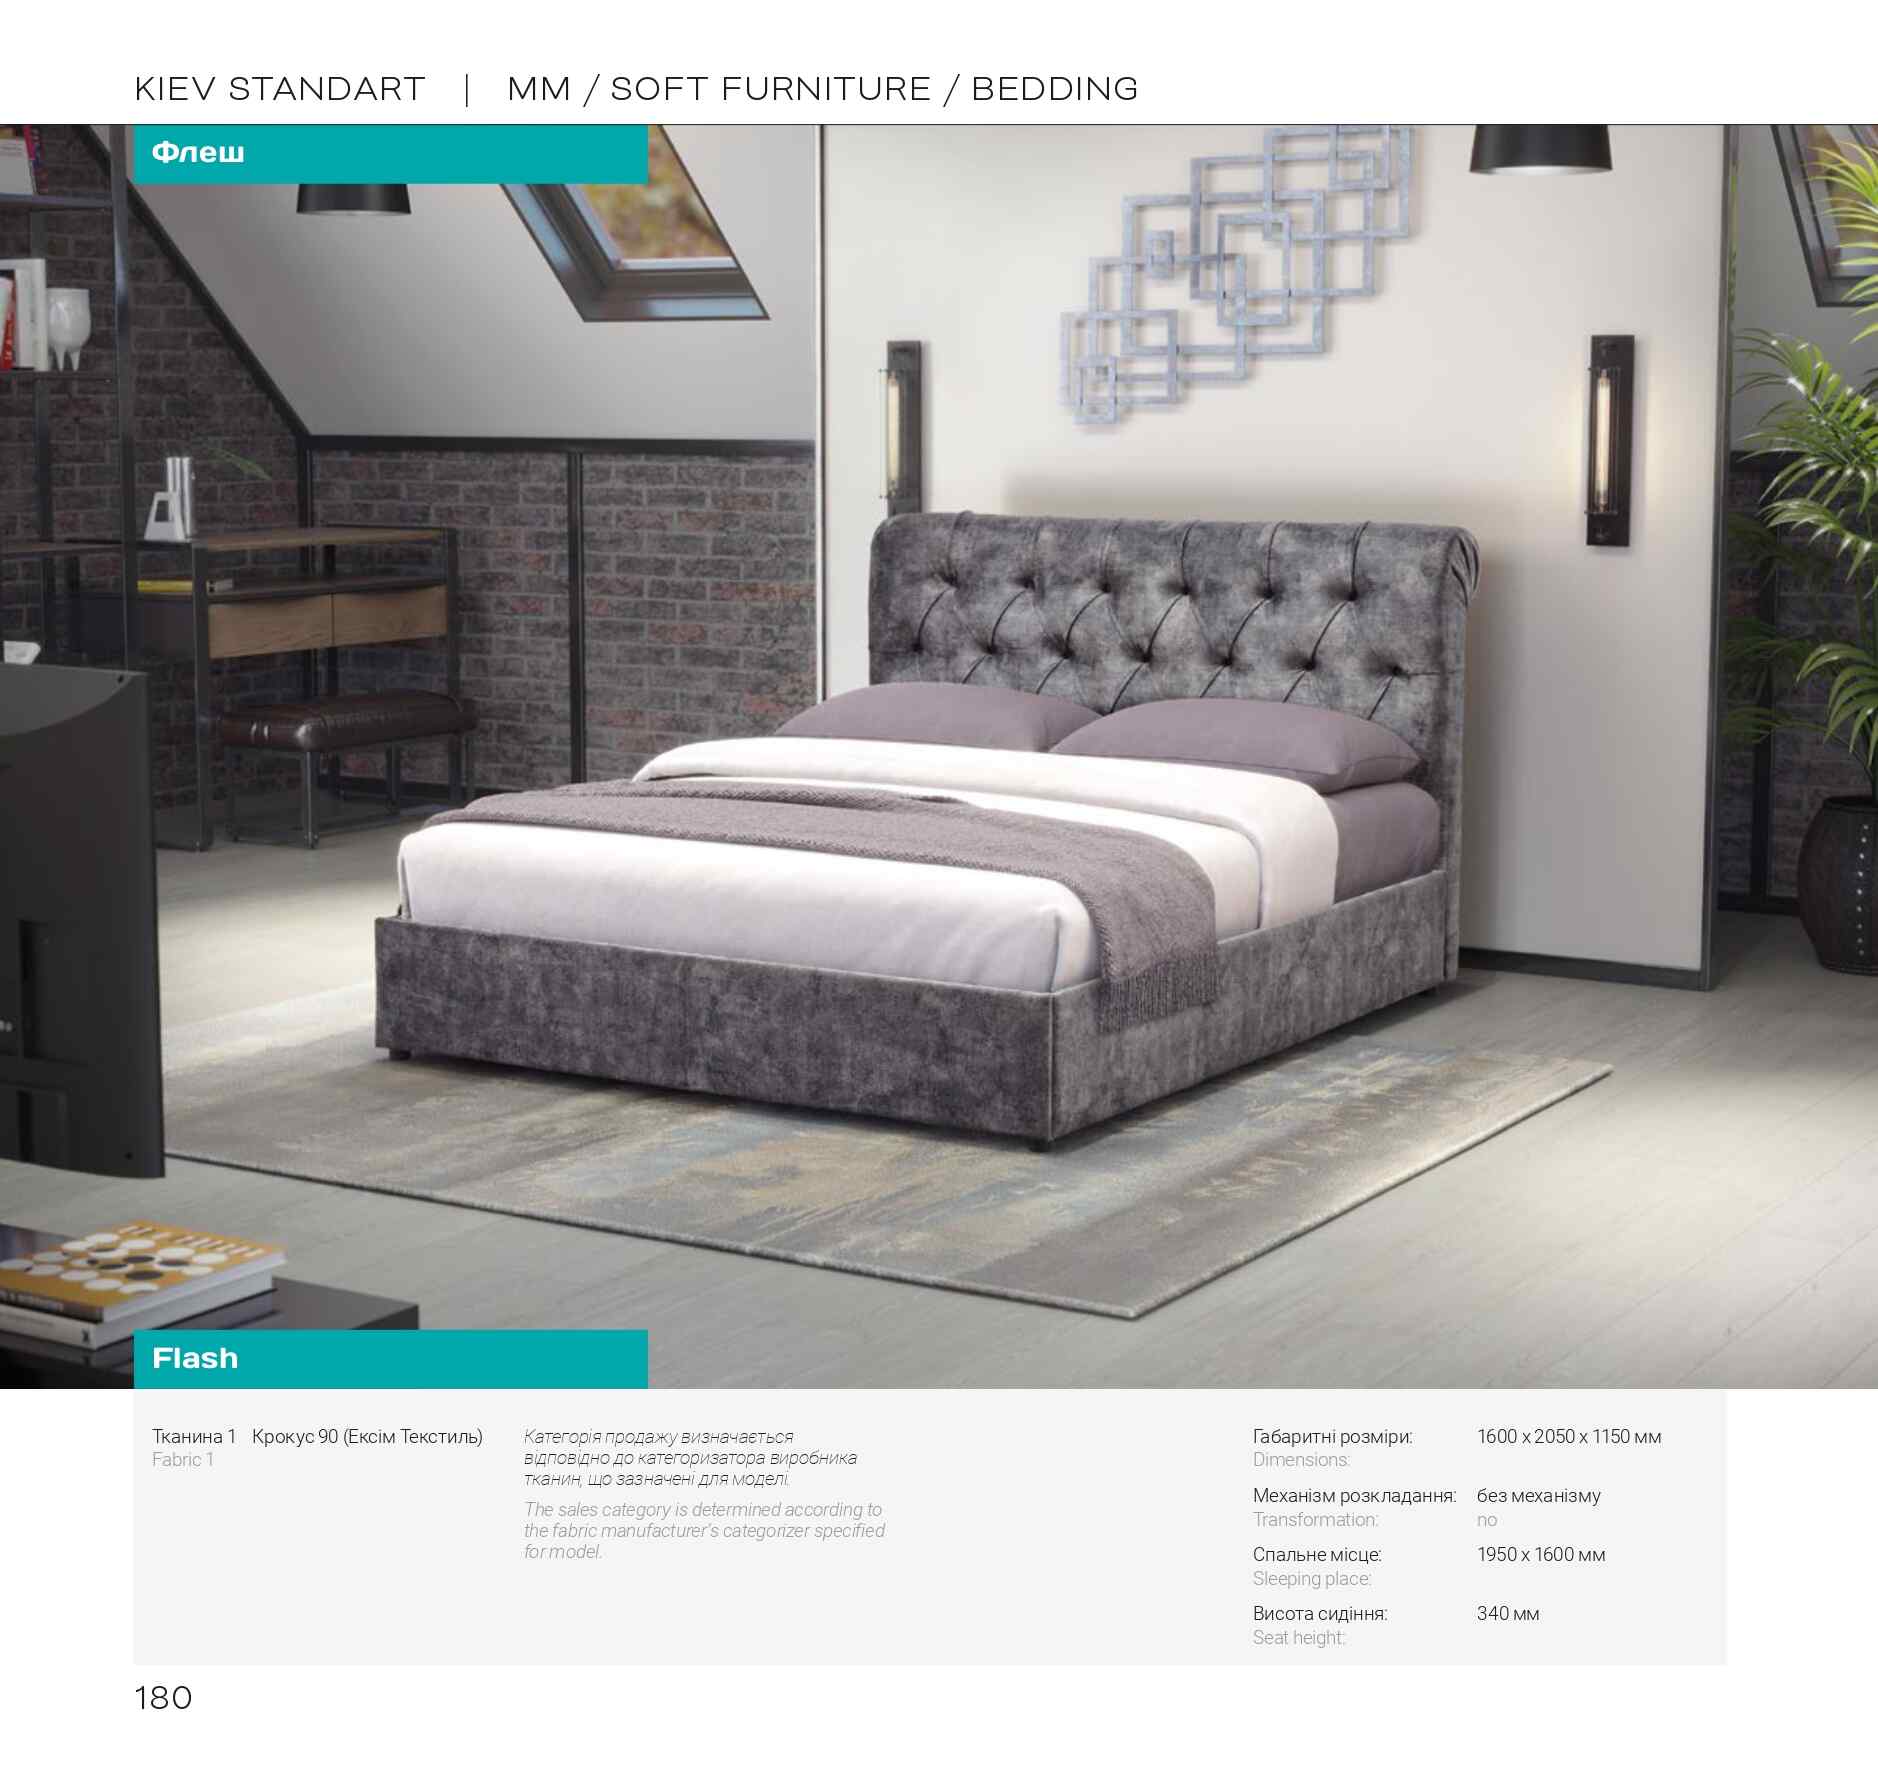 KIEV STANDART | MM / SOFT FURNITURE / BEDDING
Флеш
Flash
Тканина 1 Крокус 90 (Ексім Текстиль)
Fabric 1
Категорія продажу визначається
відповідно до категоризатора виробника
тканин, що зазначені для моделі.
The sales category is determined according to
the fabric manufacturer's categorizer specified
for model.
Габаритні розміри: 1600 x 2050 x 1150 мм
Dimensions:
Механізм розкладання: без механізму
Transformation: no
Спальне місце: 1950 x 1600 мм
Sleeping place:
Висота сидіння: 340 мм
Seat height:
180